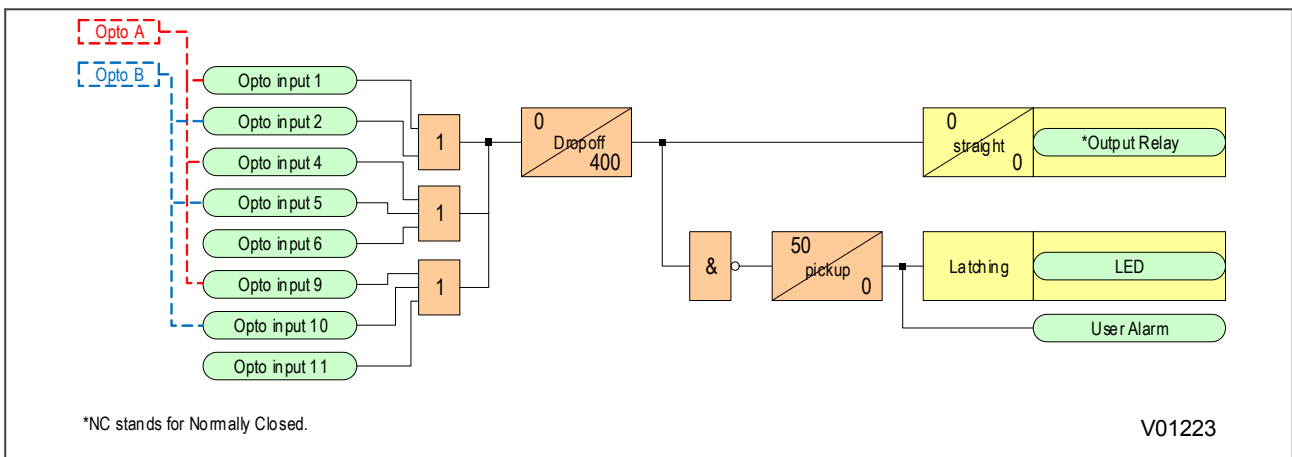 Opto A
Opto B
Opto input 1
Opto input 2
Opto input 4
Opto input 5
Opto input 6
Opto input 9
Opto input 10
Opto input 11
1
1
1
0
Dropoff
400
&
50
pickup
0
0
straight
0
*Output Relay
Latching
LED
User Alarm
*NC stands for Normally Closed.
V01223